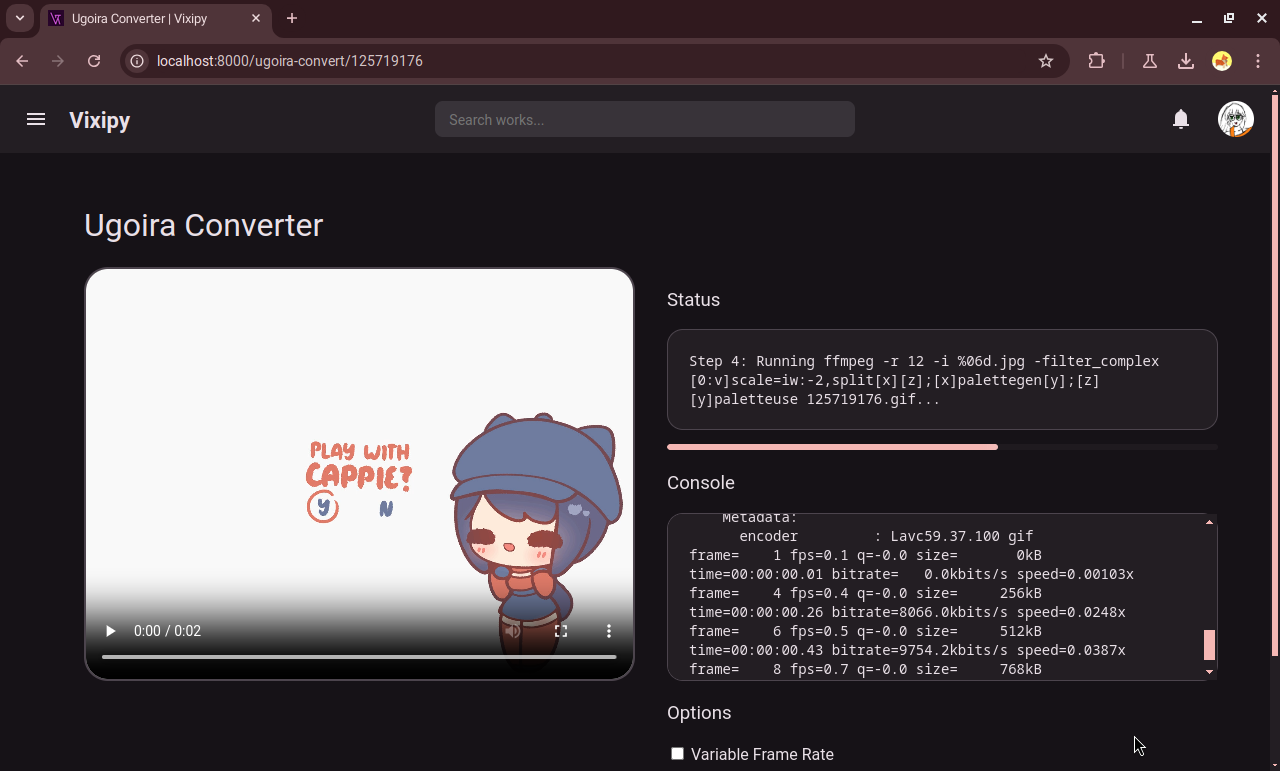 Ugoira Converter | Vixipy
localhost:8000/ugoira-convert/125719176
Vixipy
Search works...
Ugoira Converter
PLAY WITH
CAPPIE?
Y N
0:00 / 0:02
Status
Step 4: Running ffmpeg -r 12 -i %06d.jpg -filter_complex
[0:v]scale=iw:-2,split[x][z];[x]palettegen[y];[z]
[y]paletteuse 125719176.gif...
Console
Metadata:
encoder : Lavc59.37.100 gif
frame= 1 fps=0.1 q=-0.0 size= 0kB
time=00:00:00.01 bitrate= 0.0kbits/s speed=0.00103x
frame= 4 fps=0.4 q=-0.0 size= 256kB
time=00:00:00.26 bitrate=8066.0kbits/s speed=0.0248x
frame= 6 fps=0.5 q=-0.0 size= 512kB
time=00:00:00.43 bitrate=9754.2kbits/s speed=0.0387x
frame= 8 fps=0.7 q=-0.0 size= 768kB
Options
Variable Frame Rate